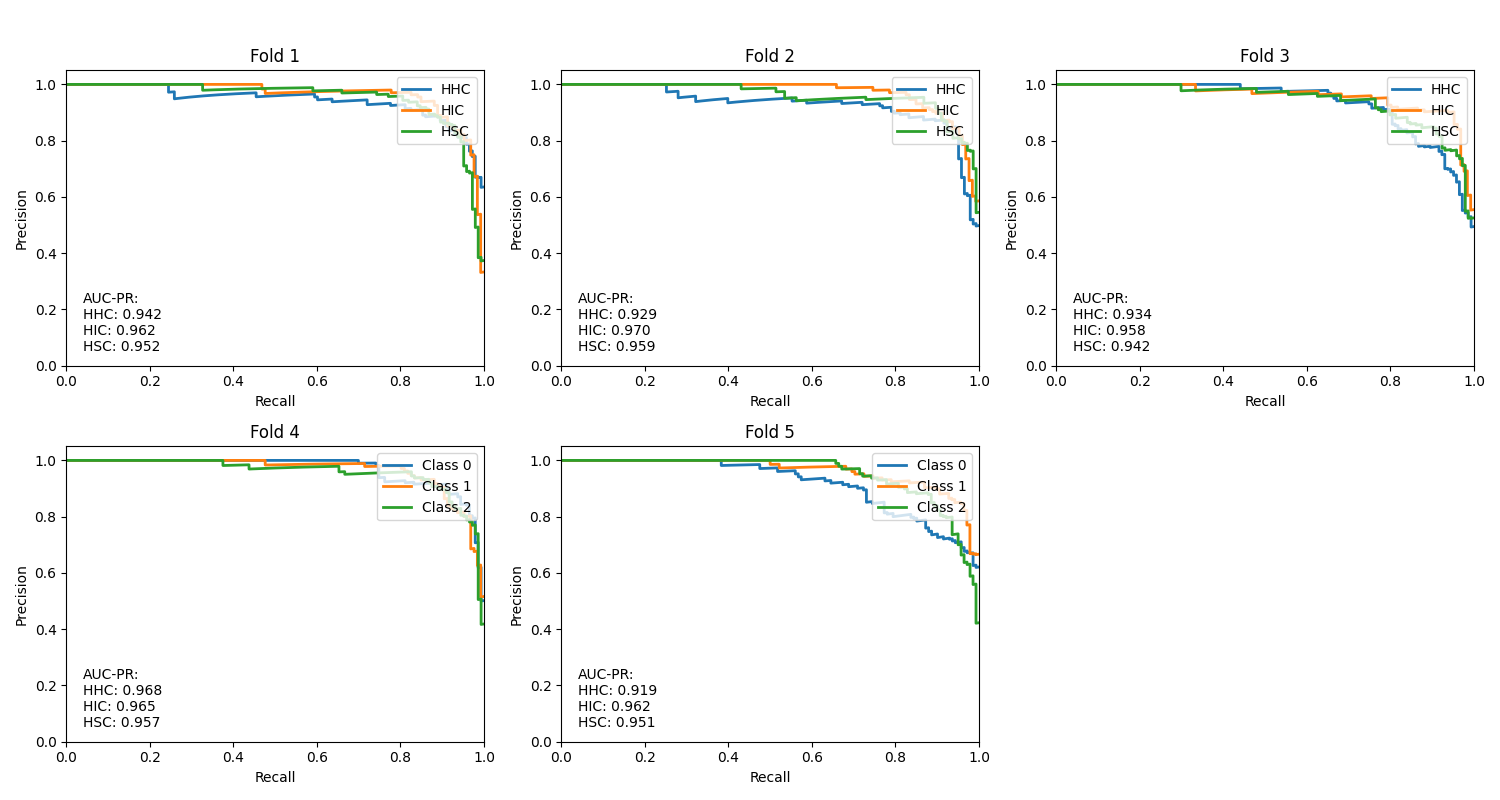 Fold 1
Precision
1.0
0.8
0.6
0.4
0.2
0.0
HHC
HIC
HSC
AUC-PR:
HHC: 0.942
HIC: 0.962
HSC: 0.952
0.0 0.2 0.4 0.6 0.8 1.0
Recall
Fold 2
Precision
1.0
0.8
0.6
0.4
0.2
0.0
HHC
HIC
HSC
AUC-PR:
HHC: 0.929
HIC: 0.970
HSC: 0.959
0.0 0.2 0.4 0.6 0.8 1.0
Recall
Fold 3
Precision
1.0
0.8
0.6
0.4
0.2
0.0
HHC
HIC
HSC
AUC-PR:
HHC: 0.934
HIC: 0.958
HSC: 0.942
0.0 0.2 0.4 0.6 0.8 1.0
Recall
Fold 4
Precision
1.0
0.8
0.6
0.4
0.2
0.0
Class 0
Class 1
Class 2
AUC-PR:
HHC: 0.968
HIC: 0.965
HSC: 0.957
0.0 0.2 0.4 0.6 0.8 1.0
Recall
Fold 5
Precision
1.0
0.8
0.6
0.4
0.2
0.0
Class 0
Class 1
Class 2
AUC-PR:
HHC: 0.919
HIC: 0.962
HSC: 0.951
0.0 0.2 0.4 0.6 0.8 1.0
Recall